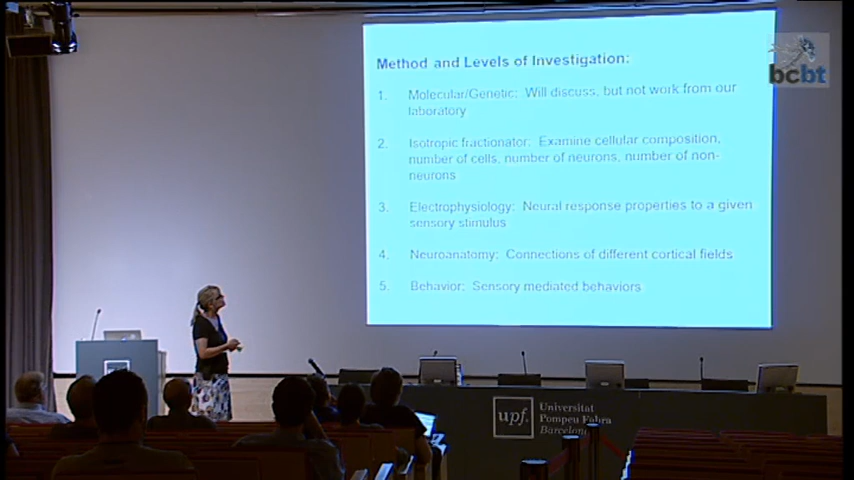 Method and Levels of Investigation:
1. Molecular/Genetic: Will discuss, but not work from our
laboratory
2. Isotropic fractionator: Examine cellular composition,
number of cells, number of neurons, number of non-
neurons
3. Electrophysiology: Neural response properties to a given
sensory stimulus
4. Neuroanatomy: Connections of different cortical fields
5. Behavior: Sensory mediated behaviors
bcbt
upf.
Universitat
Pompeu Fabra
Barcelona